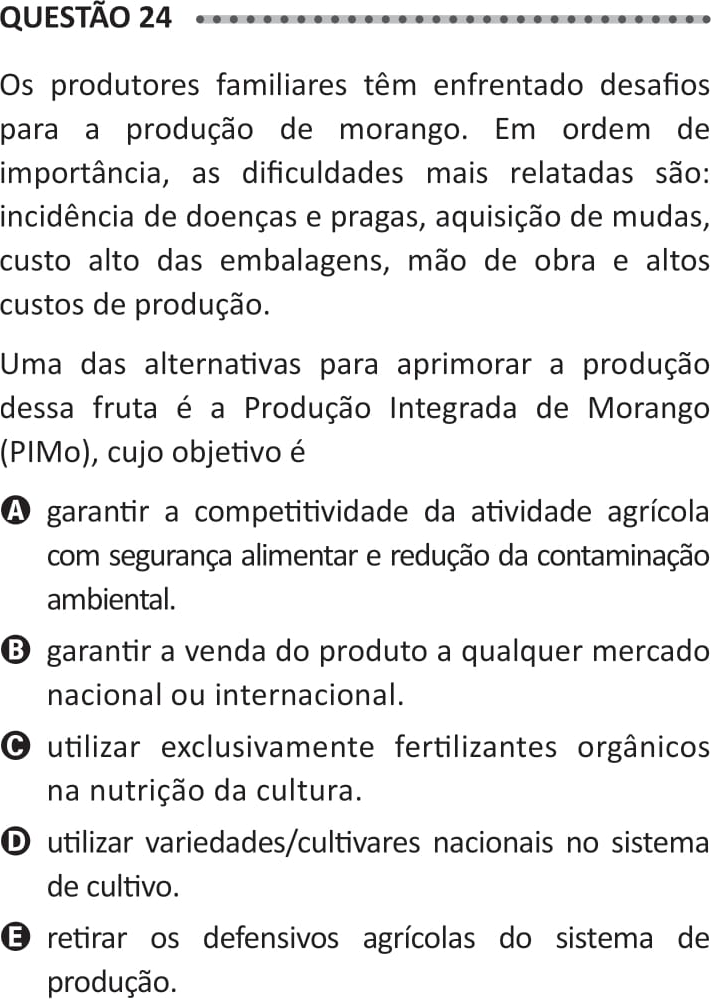 QUESTÃO 24
Os produtores familiares têm enfrentado desafios
para a produção de morango. Em ordem de
importância, as dificuldades mais relatadas são:
incidência de doenças e pragas, aquisição de mudas,
custo alto das embalagens, mão de obra e altos
custos de produção.
Uma das alternativas para aprimorar a produção
dessa fruta é a Produção Integrada de Morango
(PIMo), cujo objetivo é
A garantir a competitividade da atividade agrícola
com segurança alimentar e redução da contaminação
ambiental.
B garantir a venda do produto a qualquer mercado
nacional ou internacional.
C utilizar exclusivamente fertilizantes orgânicos
na nutrição da cultura.
D utilizar variedades/cultivares nacionais no sistema
de cultivo.
E retirar os defensivos agrícolas do sistema de
produção.